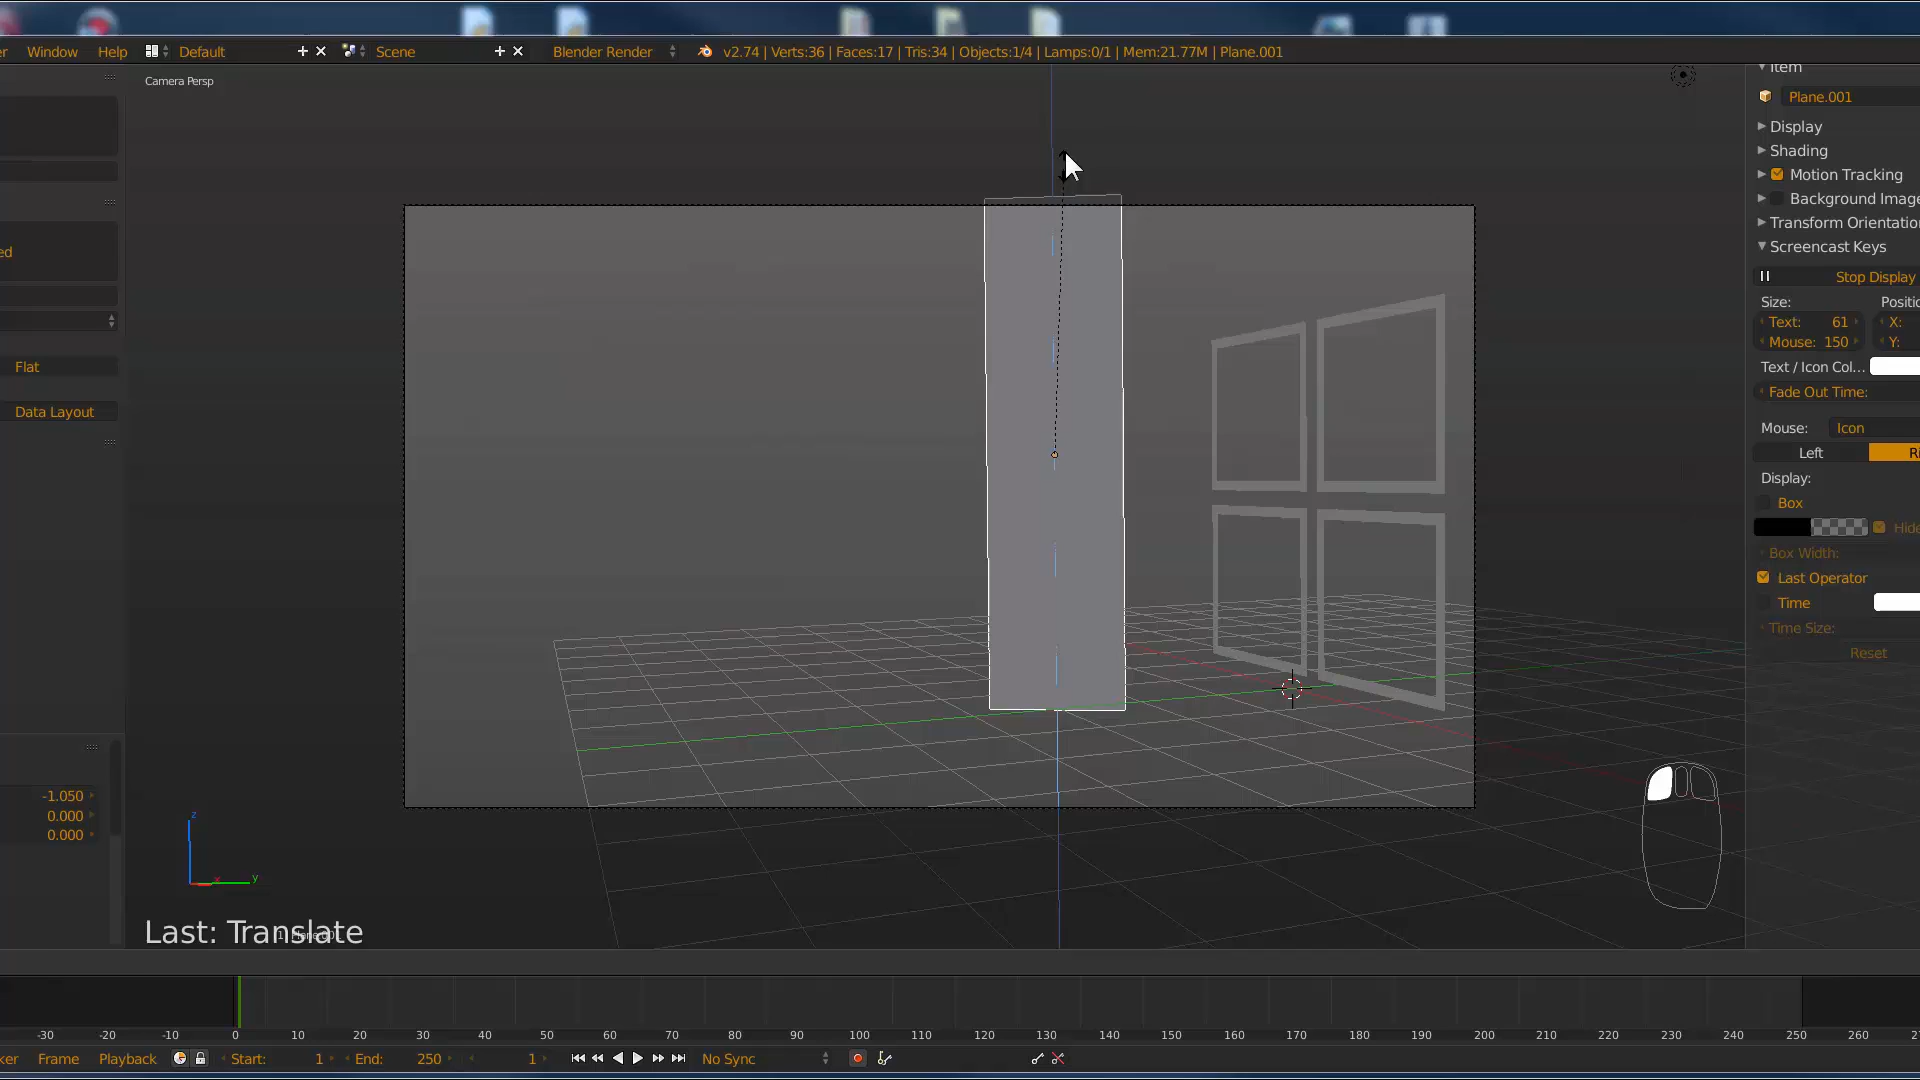 Window Help Default Scene Blender Render v2.74 | Verts:36 | Faces:17 | Tris:34 | Objects:1/4 | Lamps:0/1 | Mem:21.77M | Plane.001
Camera Persp
Item
Plane.001
Display
Shading
Motion Tracking
Background Image
Transform Orientatio
Screencast Keys
Stop Display
Size: Positio
Text: 61 X:
Mouse: 150 Y:
Text / Icon Col...
Fade Out Time:
Mouse: Icon
Left Ri
Display:
Box
Hide
Box Width:
Last Operator
Time
Time Size:
Reset
ed
Flat
Data Layout
-1.050
0.000
0.000
z
x y
Last: Translate
-30 -20 -10 0 10 20 30 40 50 60 70 80 90 100 110 120 130 140 150 160 170 180 190 200 210 220 230 240 250 260
ker Frame Playback Start: 1 End: 250 1 No Sync